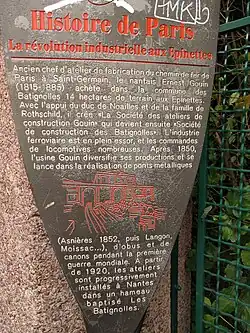 AMK!!
Histoire de Paris
La révolution industrielle aux Epinettes
Ancien chef d'atelier de fabrication du chemin de fer
de Paris à Saint-Germain, le nantais Ernest Gouin
(1815-1885) achète dans la commune des
Batignolles 14 hectares de terrain aux Epinettes.
Avec l'appui du duc de Noailles et de la famille de
Rothschild, il crée «La Société des ateliers de
construction Gouin» qui devient ensuite «Société
de construction des Batignolles». L'industrie
ferroviaire est en plein essor, et les commandes
de locomotives nombreuses. Après 1850,
l'usine Gouin diversifie ses productions et se
lance dans la réalisation de ponts métalliques
(Asnières 1852, puis Langon,
Moissac...), d'obus et de
canons pendant la première
guerre mondiale. A partir
de 1920, les ateliers
sont progressivement
installés à Nantes
dans un hameau
baptisé Les
Batignolles.